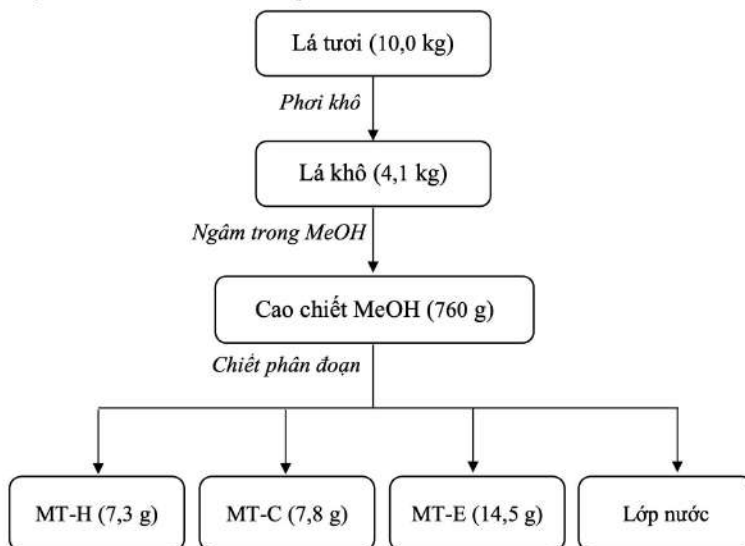 Lá tươi (10,0 kg)
Phơi khô
Lá khô (4,1 kg)
Ngâm trong MeOH
Cao chiết MeOH (760 g)
Chiết phân đoạn
MT-H (7,3 g)
MT-C (7,8 g)
MT-E (14,5 g)
Lớp nước